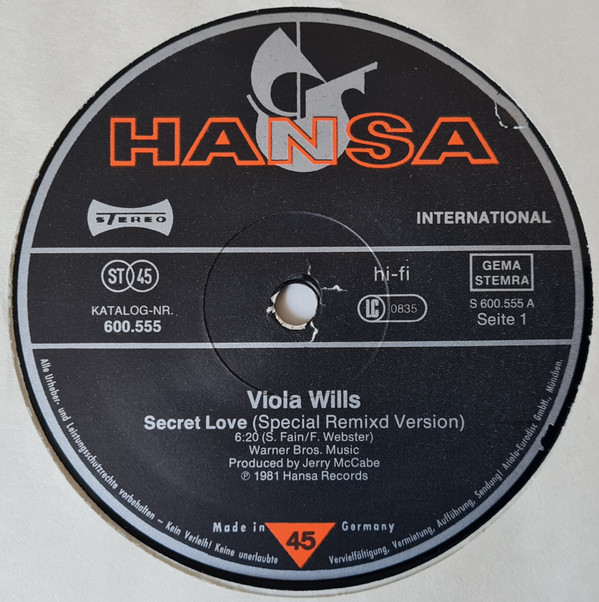 HANSA
STEREO
INTERNATIONAL
ST 45
hi-fi
GEMA
STEMRA
KATALOG-NR.
600.555
LC 0835
S 600.555 A
Seite 1
Viola Wills
Secret Love (Special Remixd Version)
6:20 (S. Fain/F. Webster)
Warner Bros. Music
Produced by Jerry McCabe
℗ 1981 Hansa Records
Made in Germany
45
Alle Urheber- und Leistungsschutzrechte vorbehalten – Kein Verleih! Keine unerlaubte Vervielfältigung, Vermietung, Aufführung, Sendung! Ariola-Eurodisc GmbH., München.